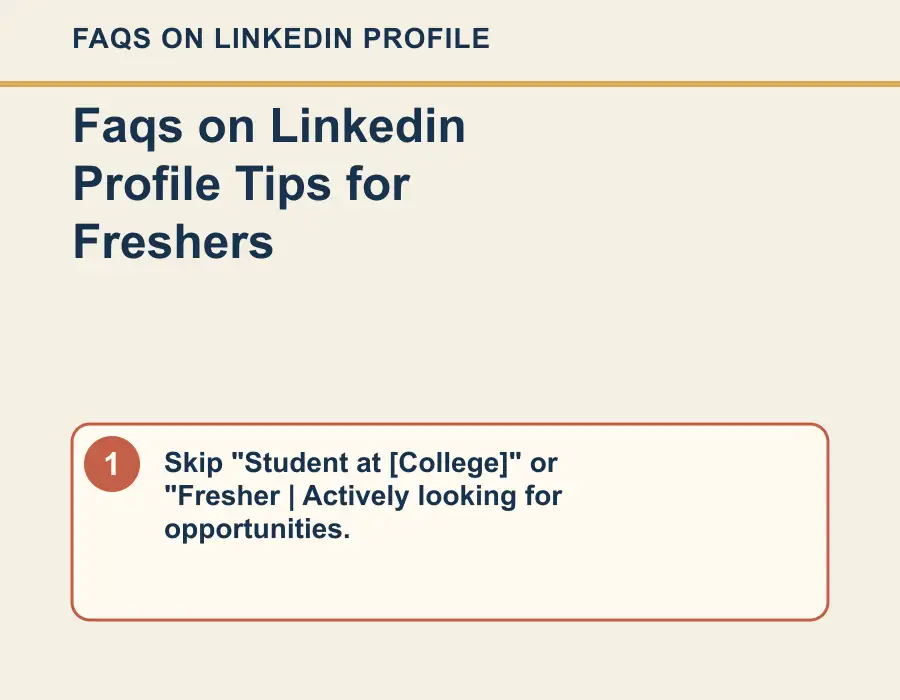 FAQS ON LINKEDIN PROFILE
Faqs on Linkedin
Profile Tips for
Freshers
1
Skip "Student at [College]" or
"Fresher | Actively looking for
opportunities.